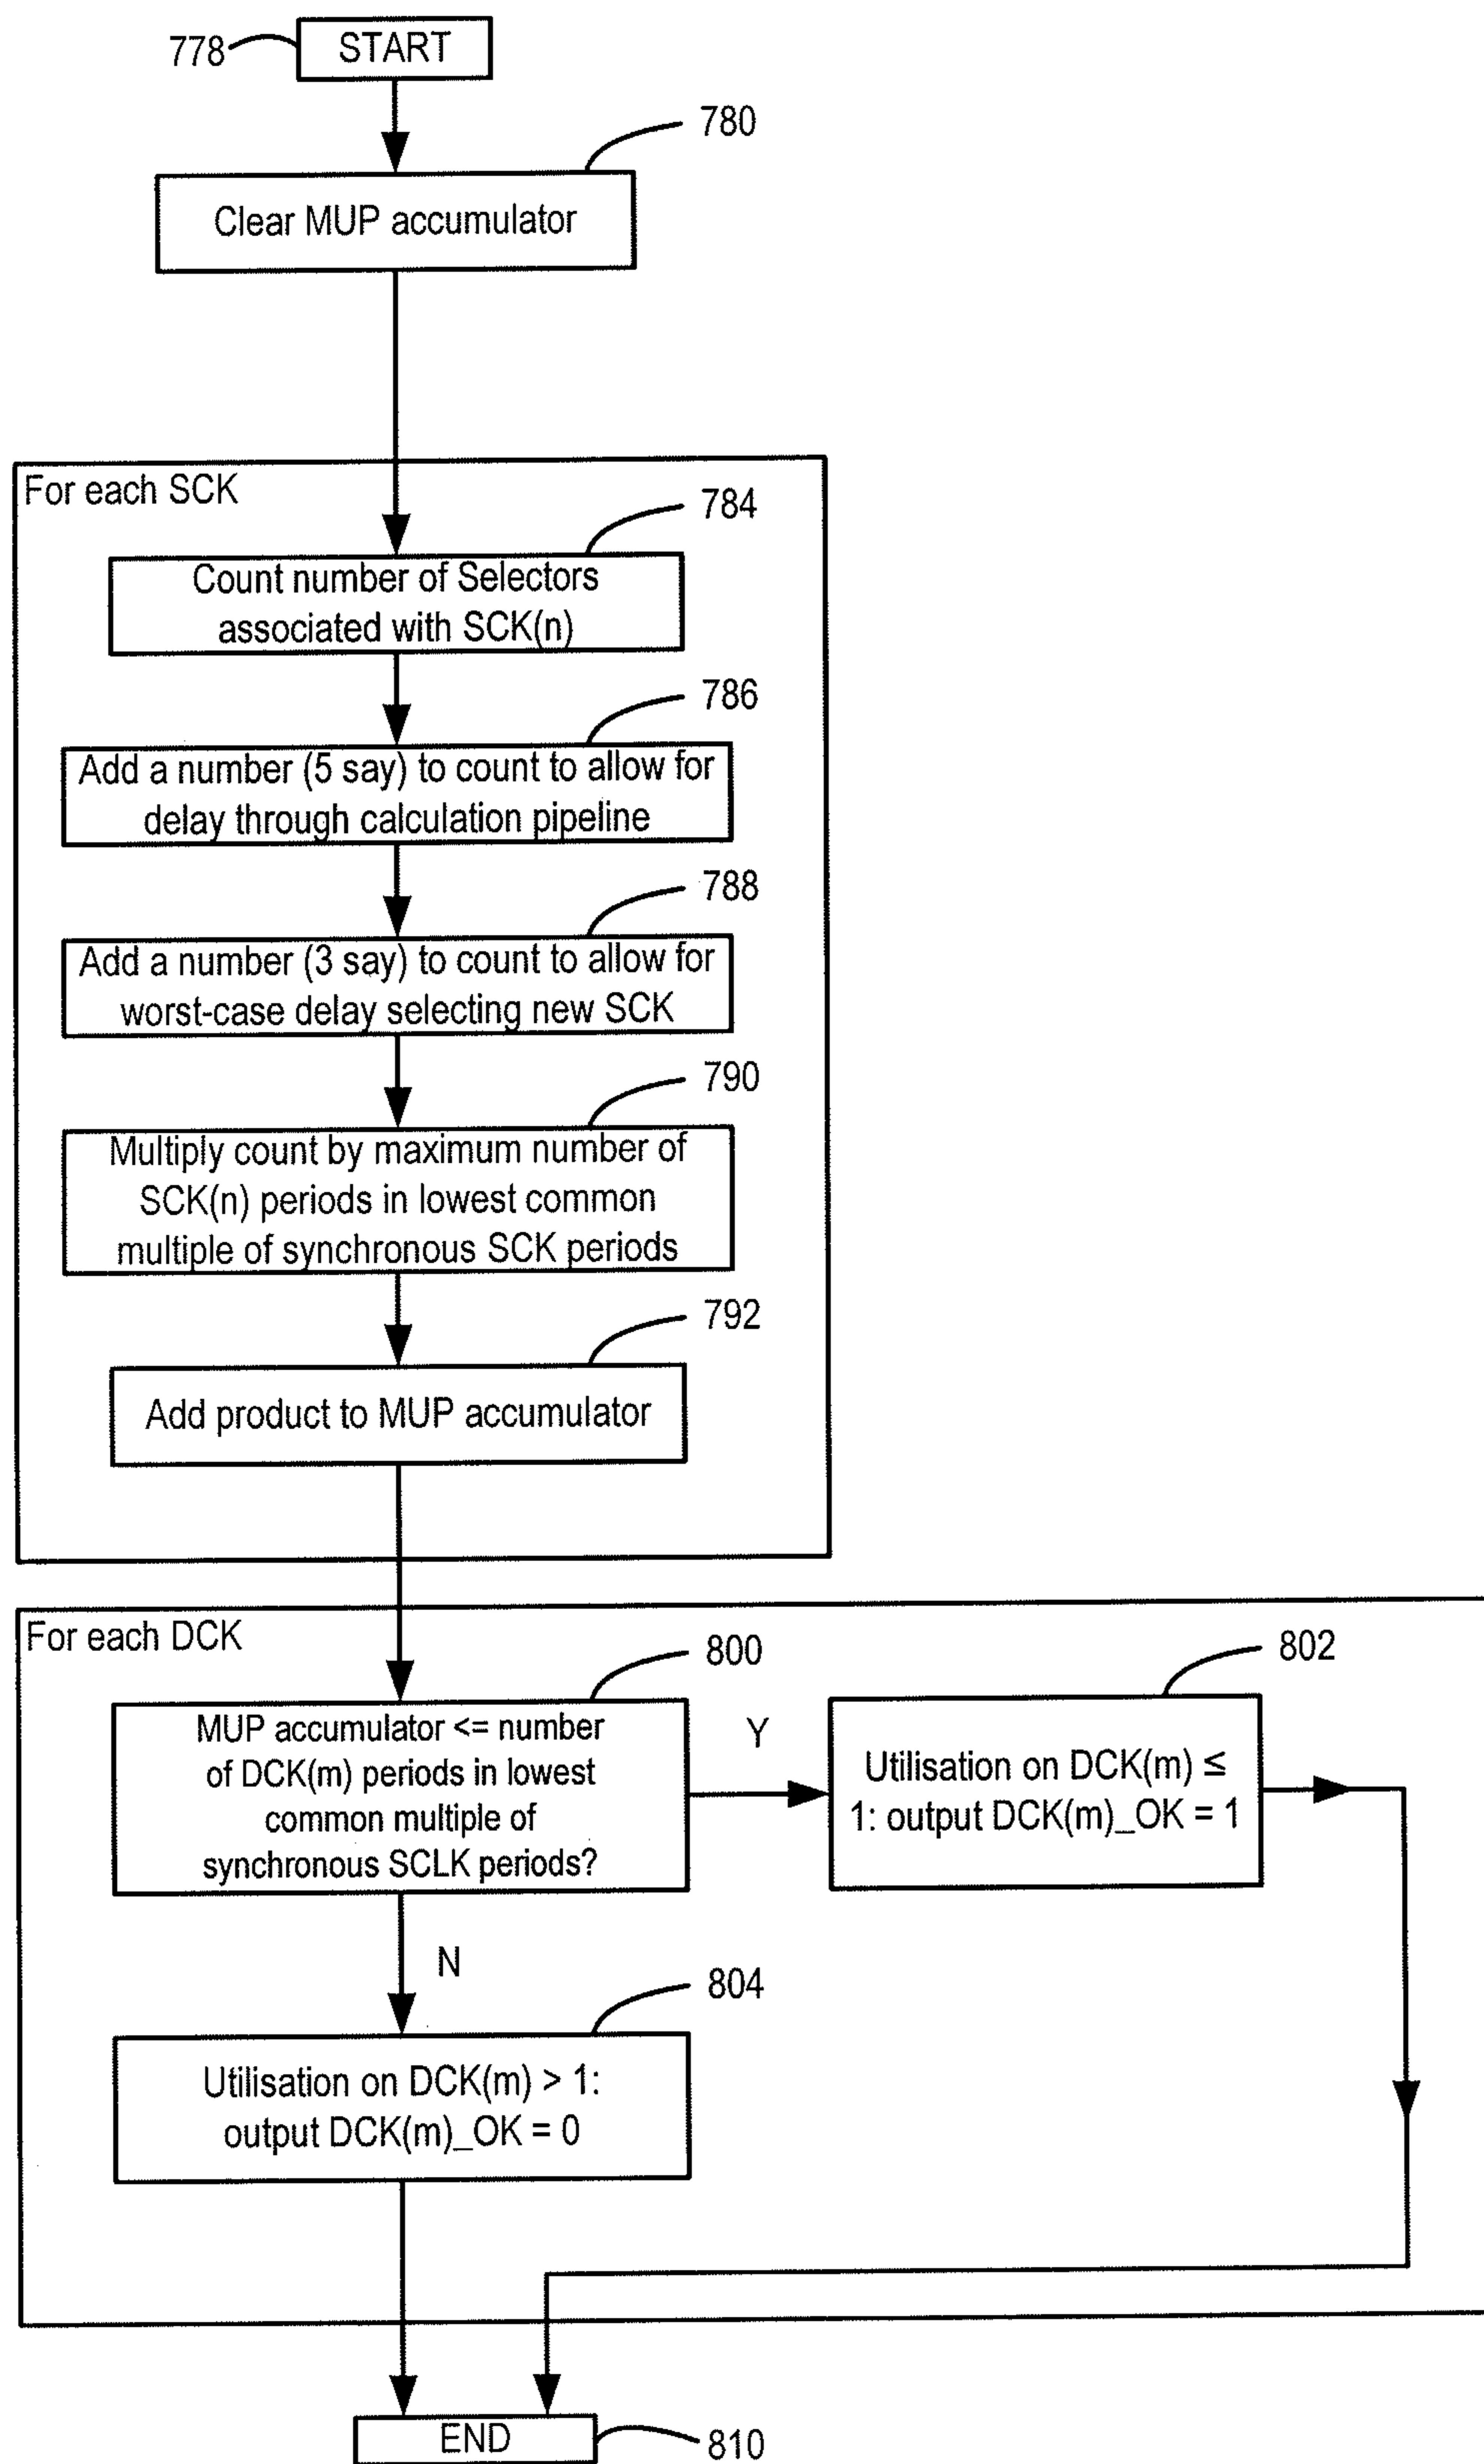 778
START
780
Clear MUP accumulator
For each SCK
784
Count number of Selectors
associated with SCK(n)
786
Add a number (5 say) to count to allow for
delay through calculation pipeline
788
Add a number (3 say) to count to allow for
worst-case delay selecting new SCK
790
Multiply count by maximum number of
SCK(n) periods in lowest common
multiple of synchronous SCK periods
792
Add product to MUP accumulator
For each DCK
800
MUP accumulator <= number
of DCK(m) periods in lowest
common multiple of
synchronous SCLK periods?
Y
802
Utilisation on DCK(m) ≤
1: output DCK(m)_OK = 1
N
804
Utilisation on DCK(m) > 1:
output DCK(m)_OK = 0
END
810